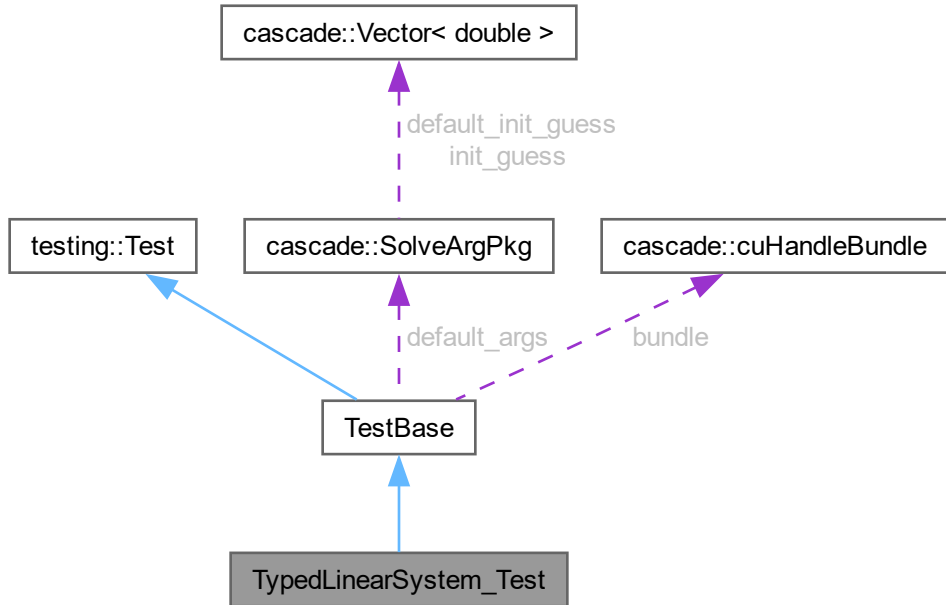 cascade::Vector< double >
default_init_guess
init_guess
testing::Test
cascade::SolveArgPkg
cascade::cuHandleBundle
default_args
bundle
TestBase
TypedLinearSystem_Test